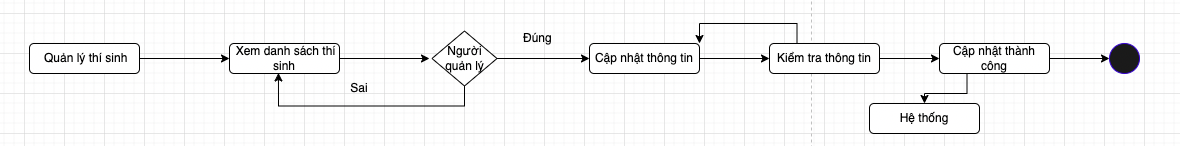 Quản lý thí sinh
Xem danh sách thí
sinh
Người
quản lý
Đúng
Sai
Cập nhật thông tin
Kiểm tra thông tin
Cập nhật thành
công
Hệ thống